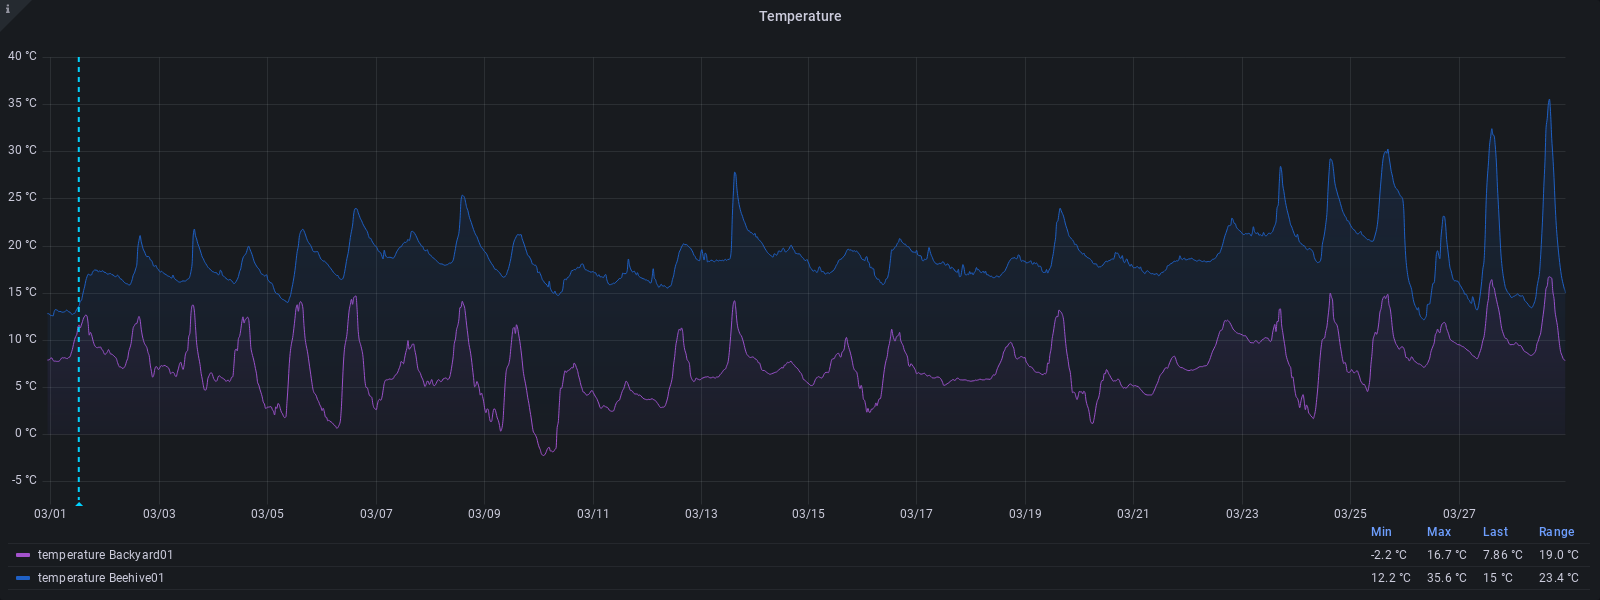 i
Temperature
40 °C
35 °C
30 °C
25 °C
20 °C
15 °C
10 °C
5 °C
0 °C
-5 °C
03/01 03/03 03/05 03/07 03/09 03/11 03/13 03/15 03/17 03/19 03/21 03/23 03/25 03/27
Min Max Last Range
temperature Backyard01 -2.2 °C 16.7 °C 7.86 °C 19.0 °C
temperature Beehive01 12.2 °C 35.6 °C 15 °C 23.4 °C